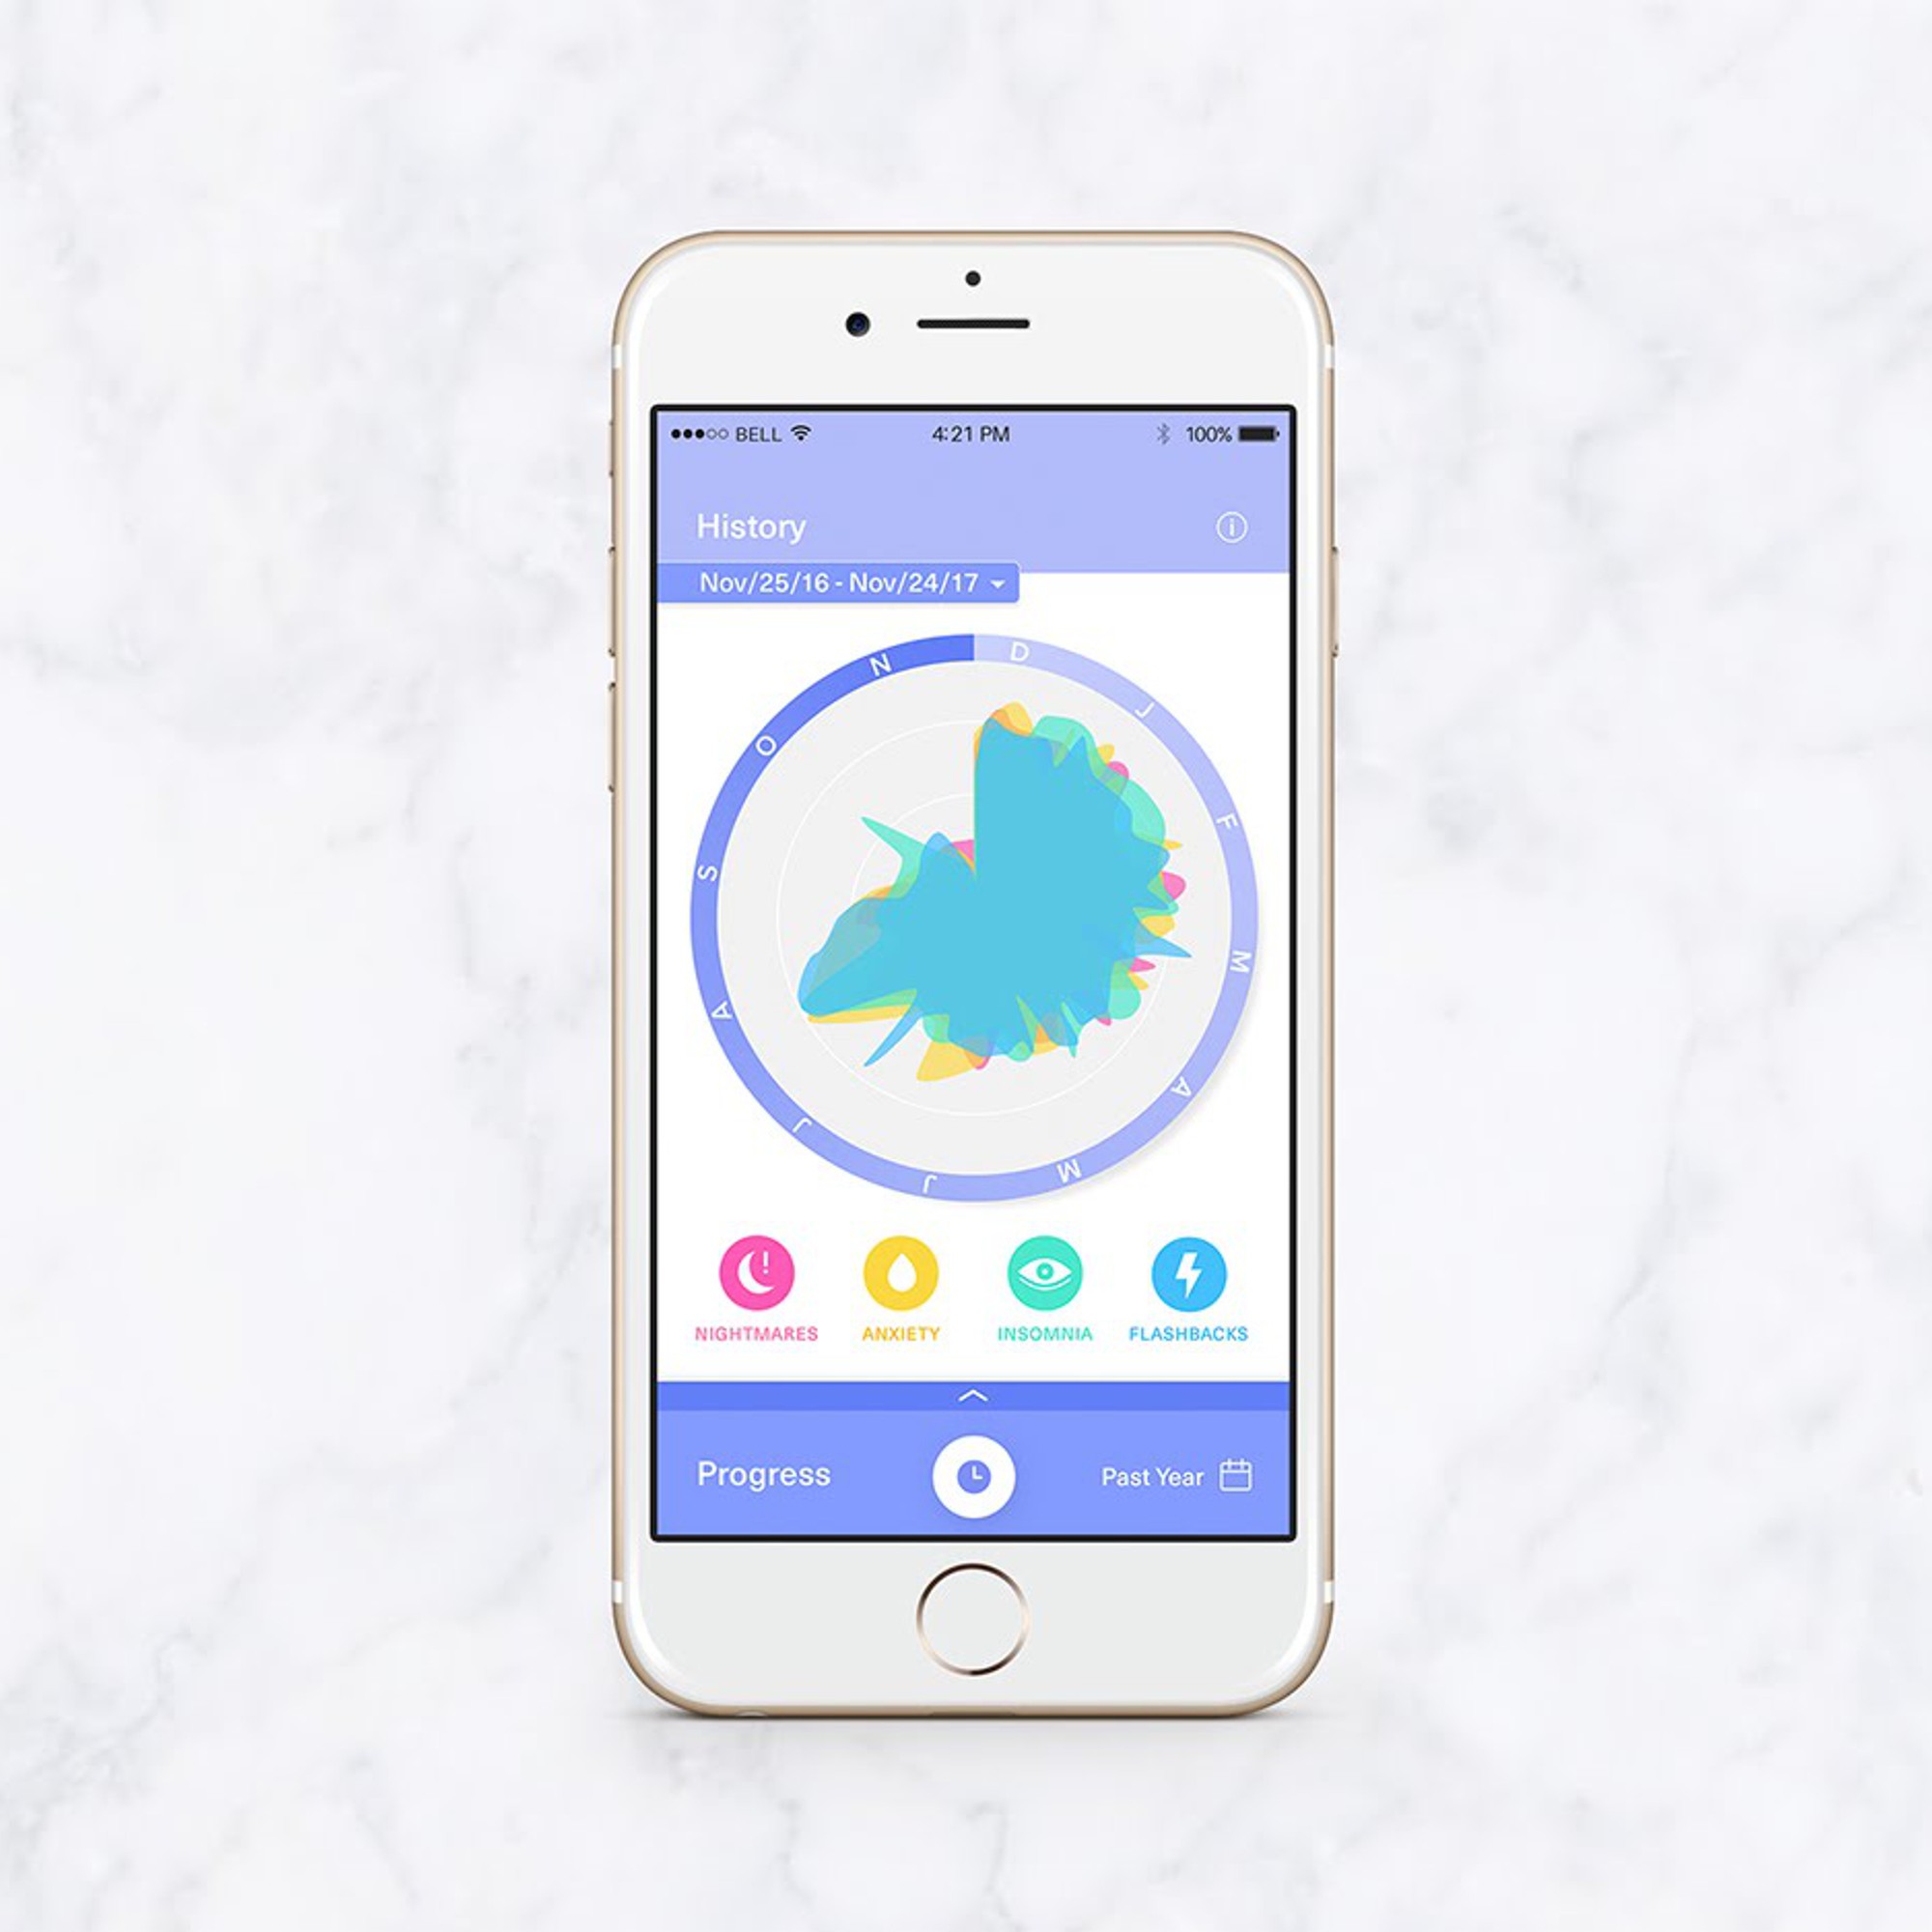 BELL 4:21 PM 100%
History
Nov/25/16 - Nov/24/17
D
J
F
M
A
M
J
J
A
S
O
N
NIGHTMARES ANXIETY INSOMNIA FLASHBACKS
Progress Past Year